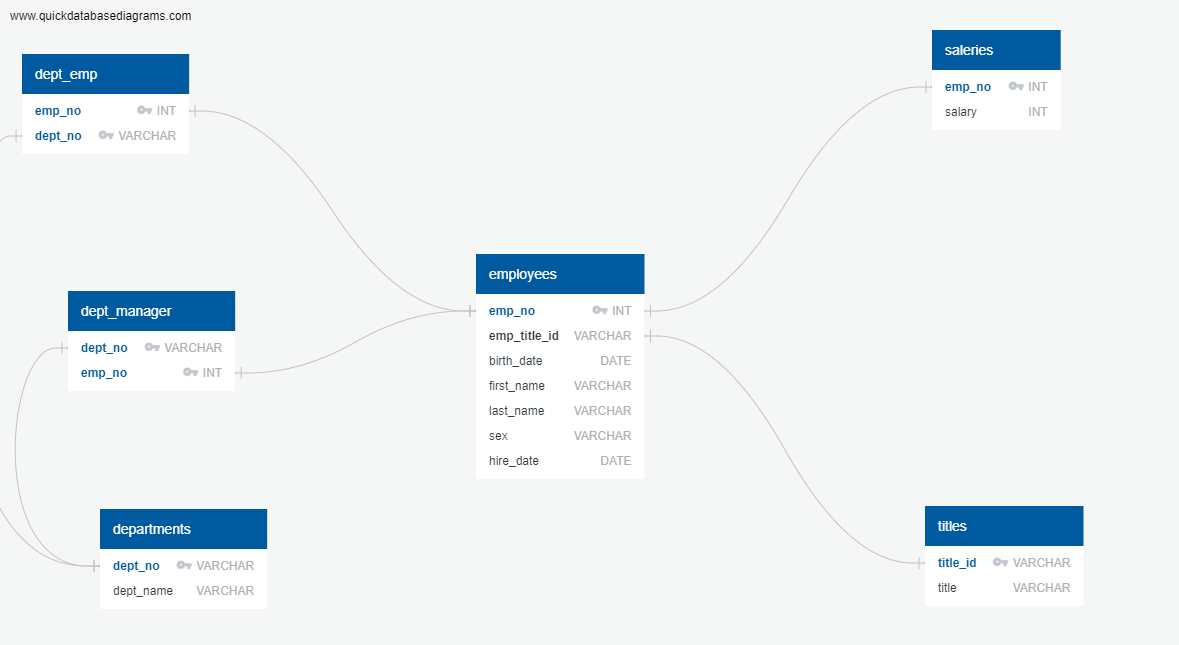 www.quickdatabasediagrams.com
dept_emp
emp_no INT
dept_no VARCHAR
saleries
emp_no INT
salary INT
employees
emp_no INT
emp_title_id VARCHAR
birth_date DATE
first_name VARCHAR
last_name VARCHAR
sex VARCHAR
hire_date DATE
dept_manager
dept_no VARCHAR
emp_no INT
departments
dept_no VARCHAR
dept_name VARCHAR
titles
title_id VARCHAR
title VARCHAR